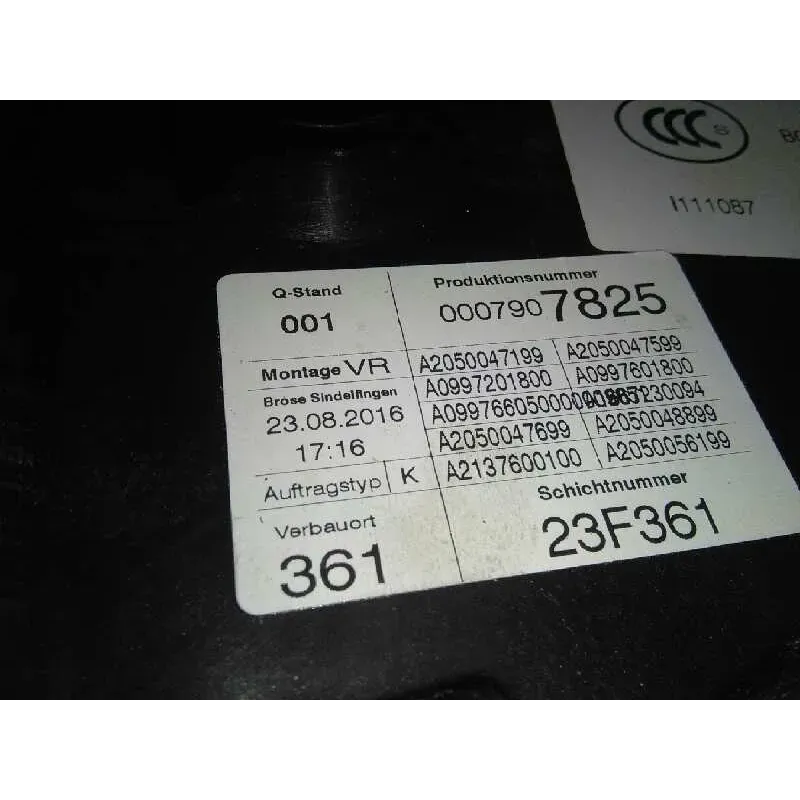 CCC S
I111087
Q-Stand
001
Produktionsnummer
0007907825
Montage VR
Brose Sindelfingen
23.08.2016
17:16
A2050047199 A2050047599
A0997201800 A0997601800
A2050047699 A2050048899
A2137600100 A2050056199
Auftragstyp K
Verbauort
361
Schichtnummer
23F361